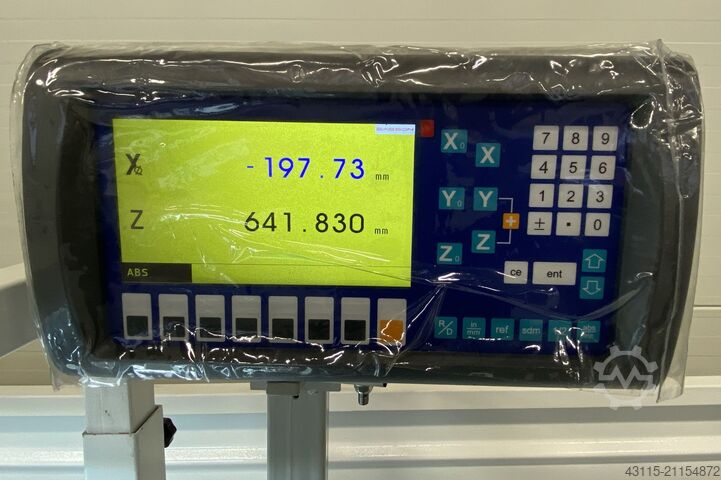 X -197.73 mm
Z 641.830 mm
ABS
X₀ X
Y₀ Y
Z₀ Z
+
7 8 9
4 5 6
1 2 3
± . 0
ce ent
R/D in/mm ref sdm abs
43115-21154872